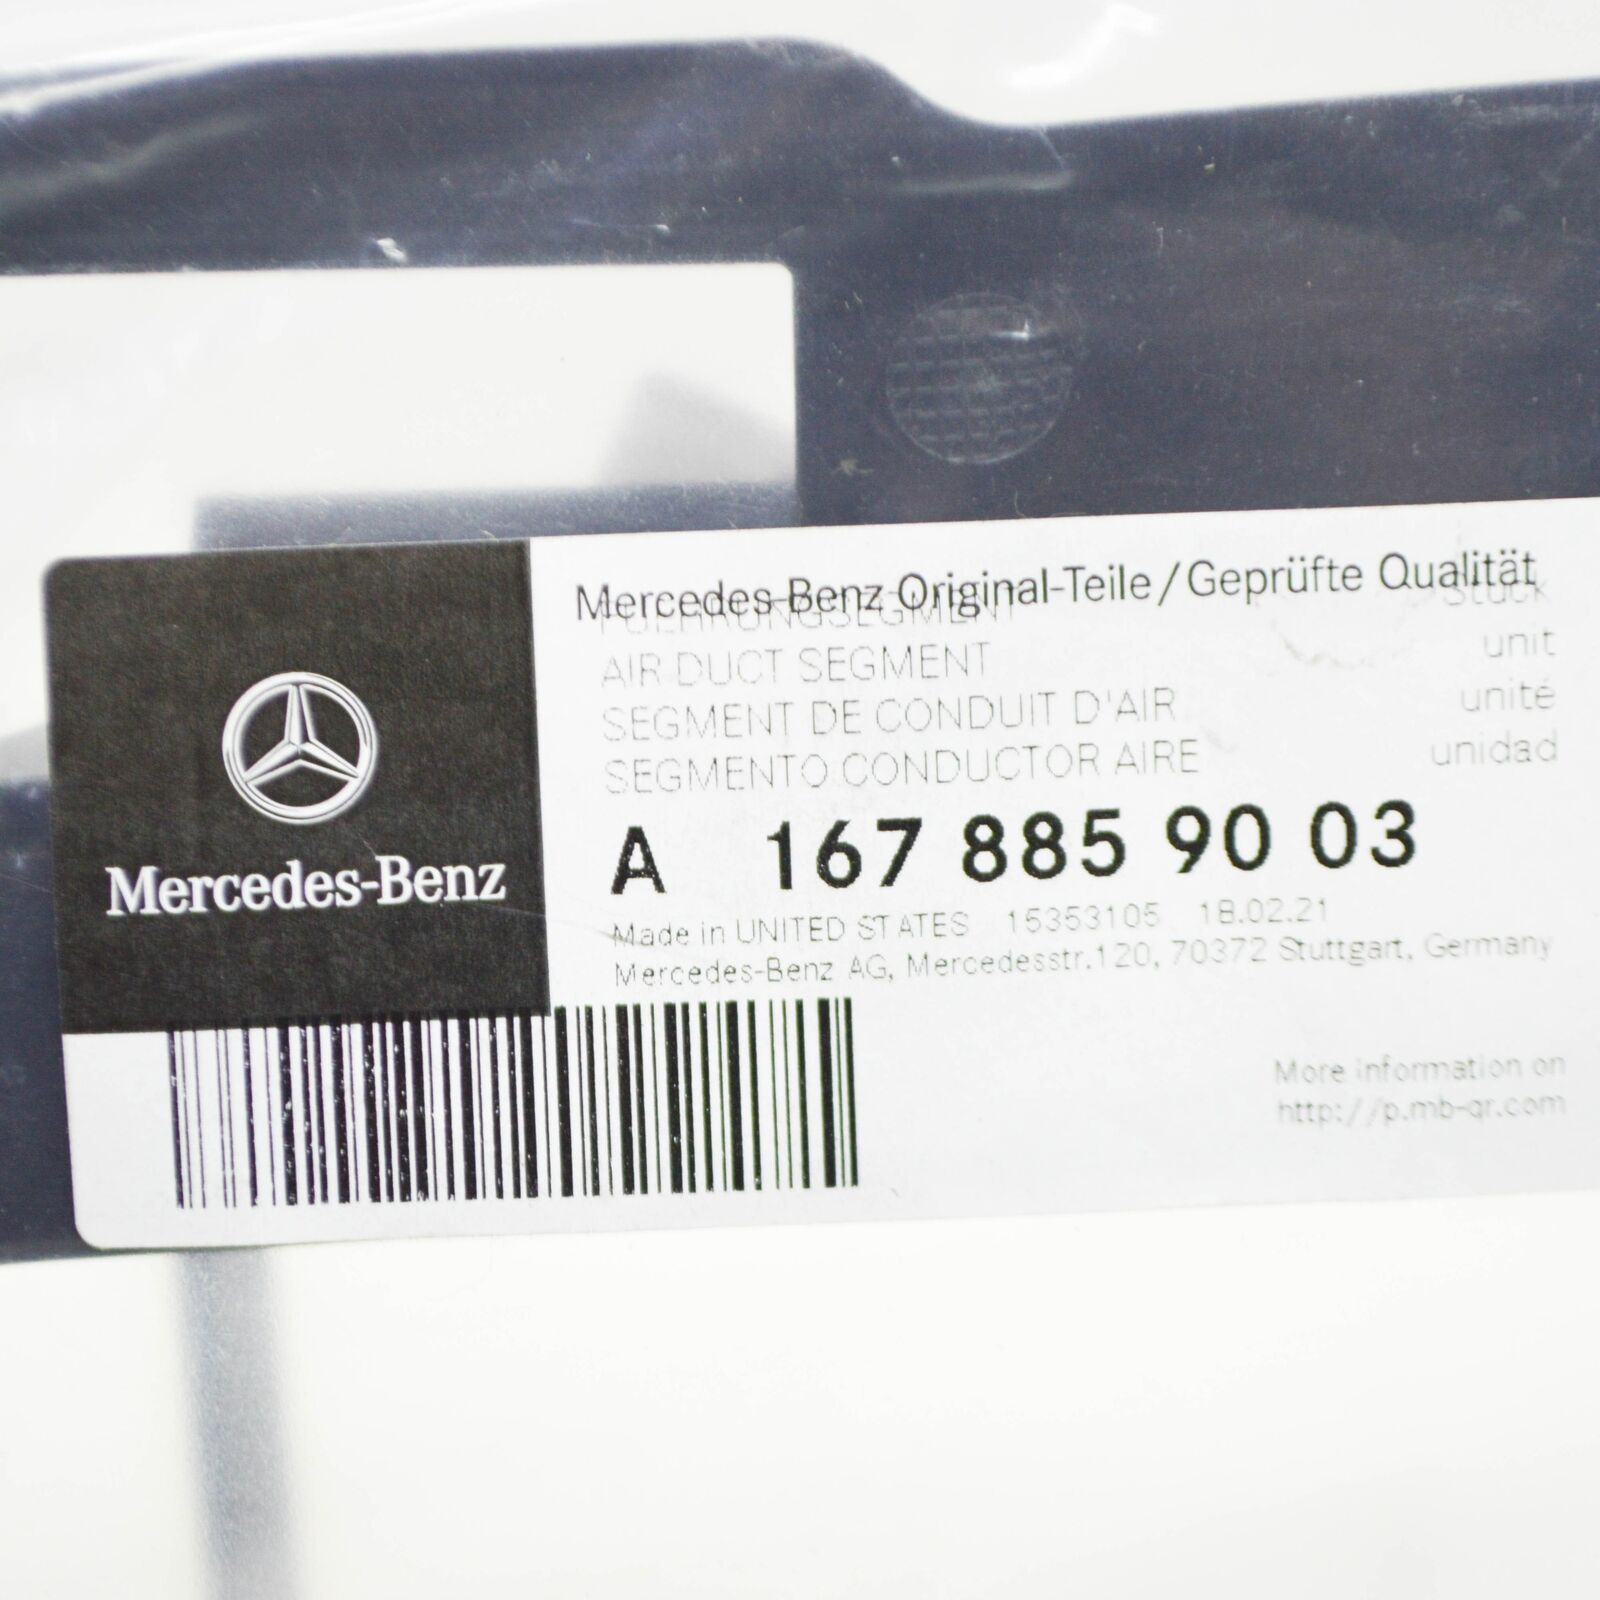 Mercedes-Benz
Mercedes-Benz Original-Teile/Geprüfte Qualität
Stück
AIR DUCT SEGMENT unit
SEGMENT DE CONDUIT D'AIR unité
SEGMENTO CONDUCTOR AIRE unidad
A 167 885 90 03
Made in UNITED STATES 15353105 18.02.21
Mercedes-Benz AG, Mercedesstr.120, 70372 Stuttgart, Germany
More information on
http://p.mb-qr.com